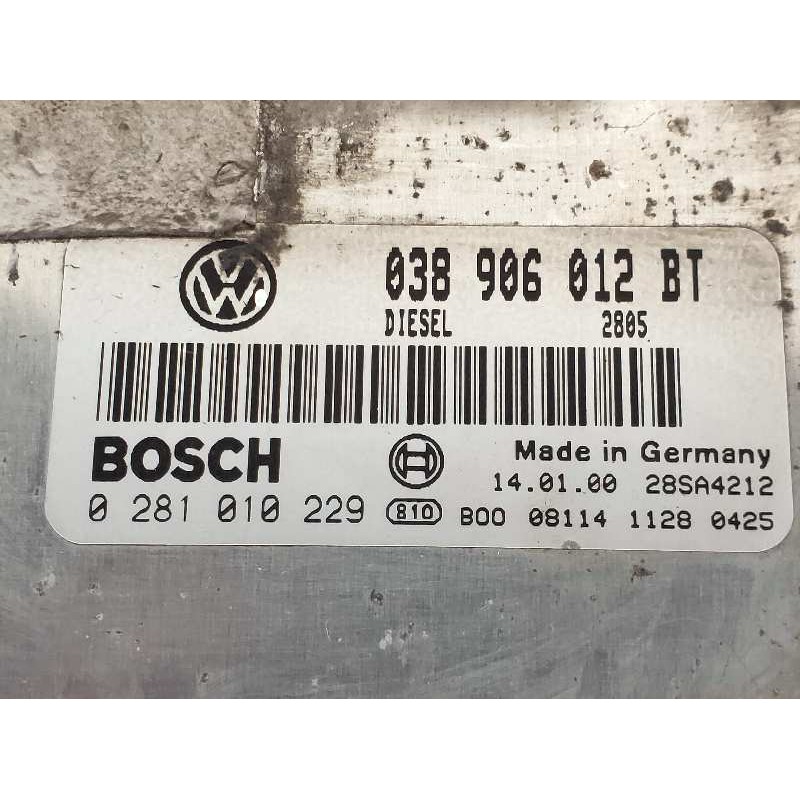 038 906 012 BT
DIESEL 2805
BOSCH
Made in Germany
14.01.00 28SA4212
0 281 010 229 810 B00 08114 1128 0425